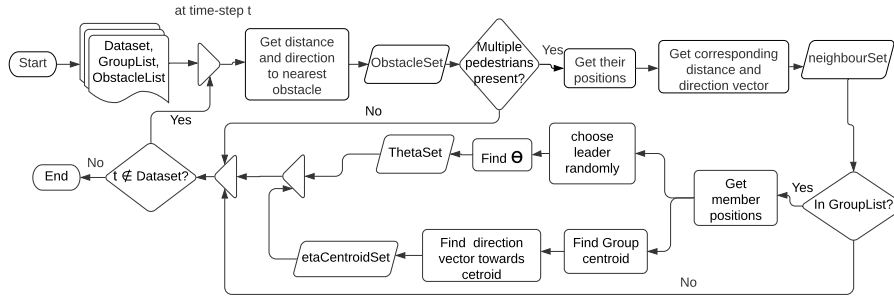 at time-step t
Start
Dataset,
GroupList,
ObstacleList
Get distance
and direction
to nearest
obstacle
ObstacleSet
Multiple
pedestrians
present?
Yes
Get their
positions
Get corresponding
distance and
direction vector
neighbourSet
No
Yes
End
No
t ∉ Dataset?
ThetaSet
Find Θ
choose
leader
randomly
Get
member
positions
Yes
In GroupList?
etaCentroidSet
Find direction
vector towards
cetroid
Find Group
centroid
No